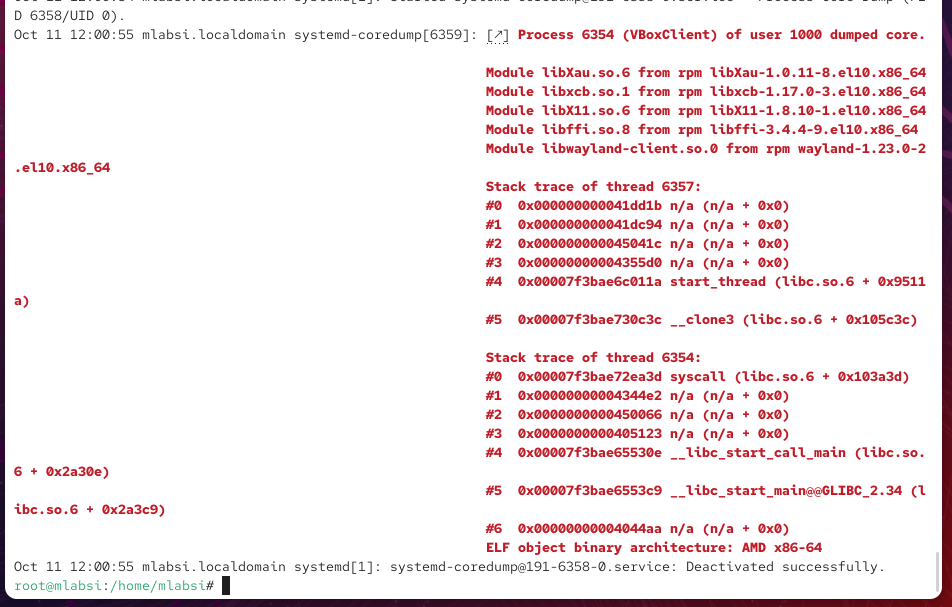 D 6358/UID 0).
Oct 11 12:00:55 mlabsi.localdomain systemd-coredump[6359]: [↗] Process 6354 (VBoxClient) of user 1000 dumped core.
Module libXau.so.6 from rpm libXau-1.0.11-8.el10.x86_64
Module libxcb.so.1 from rpm libxcb-1.17.0-3.el10.x86_64
Module libX11.so.6 from rpm libX11-1.8.10-1.el10.x86_64
Module libffi.so.8 from rpm libffi-3.4.4-9.el10.x86_64
Module libwayland-client.so.0 from rpm wayland-1.23.0-2
.el10.x86_64
Stack trace of thread 6357:
#0  0x000000000041dd1b n/a (n/a + 0x0)
#1  0x000000000041dc94 n/a (n/a + 0x0)
#2  0x000000000045041c n/a (n/a + 0x0)
#3  0x00000000004355d0 n/a (n/a + 0x0)
#4  0x00007f3bae6c011a start_thread (libc.so.6 + 0x9511
a)
#5  0x00007f3bae730c3c __clone3 (libc.so.6 + 0x105c3c)
Stack trace of thread 6354:
#0  0x00007f3bae72ea3d syscall (libc.so.6 + 0x103a3d)
#1  0x00000000004344e2 n/a (n/a + 0x0)
#2  0x0000000000450066 n/a (n/a + 0x0)
#3  0x0000000000405123 n/a (n/a + 0x0)
#4  0x00007f3bae65530e __libc_start_call_main (libc.so.
6 + 0x2a30e)
#5  0x00007f3bae6553c9 __libc_start_main@@GLIBC_2.34 (l
ibc.so.6 + 0x2a3c9)
#6  0x00000000004044aa n/a (n/a + 0x0)
ELF object binary architecture: AMD x86-64
Oct 11 12:00:55 mlabsi.localdomain systemd[1]: systemd-coredump@191-6358-0.service: Deactivated successfully.
root@mlabsi:/home/mlabsi#